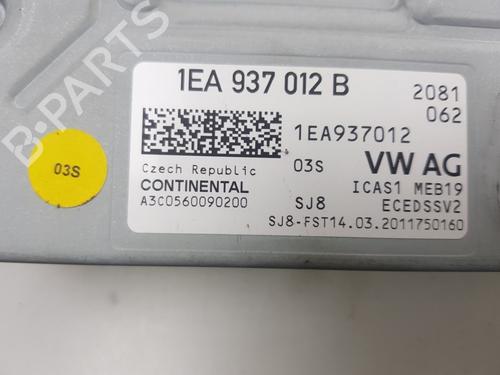 B-PARTS
1EA 937 012 B
2081
062
1EA937012
Czech Republic
03S
VW AG
CONTINENTAL
ICAS1 MEB19
A3C0560090200
SJ8
ECEDSSV2
SJ8-FST14.03.2011750160
03S